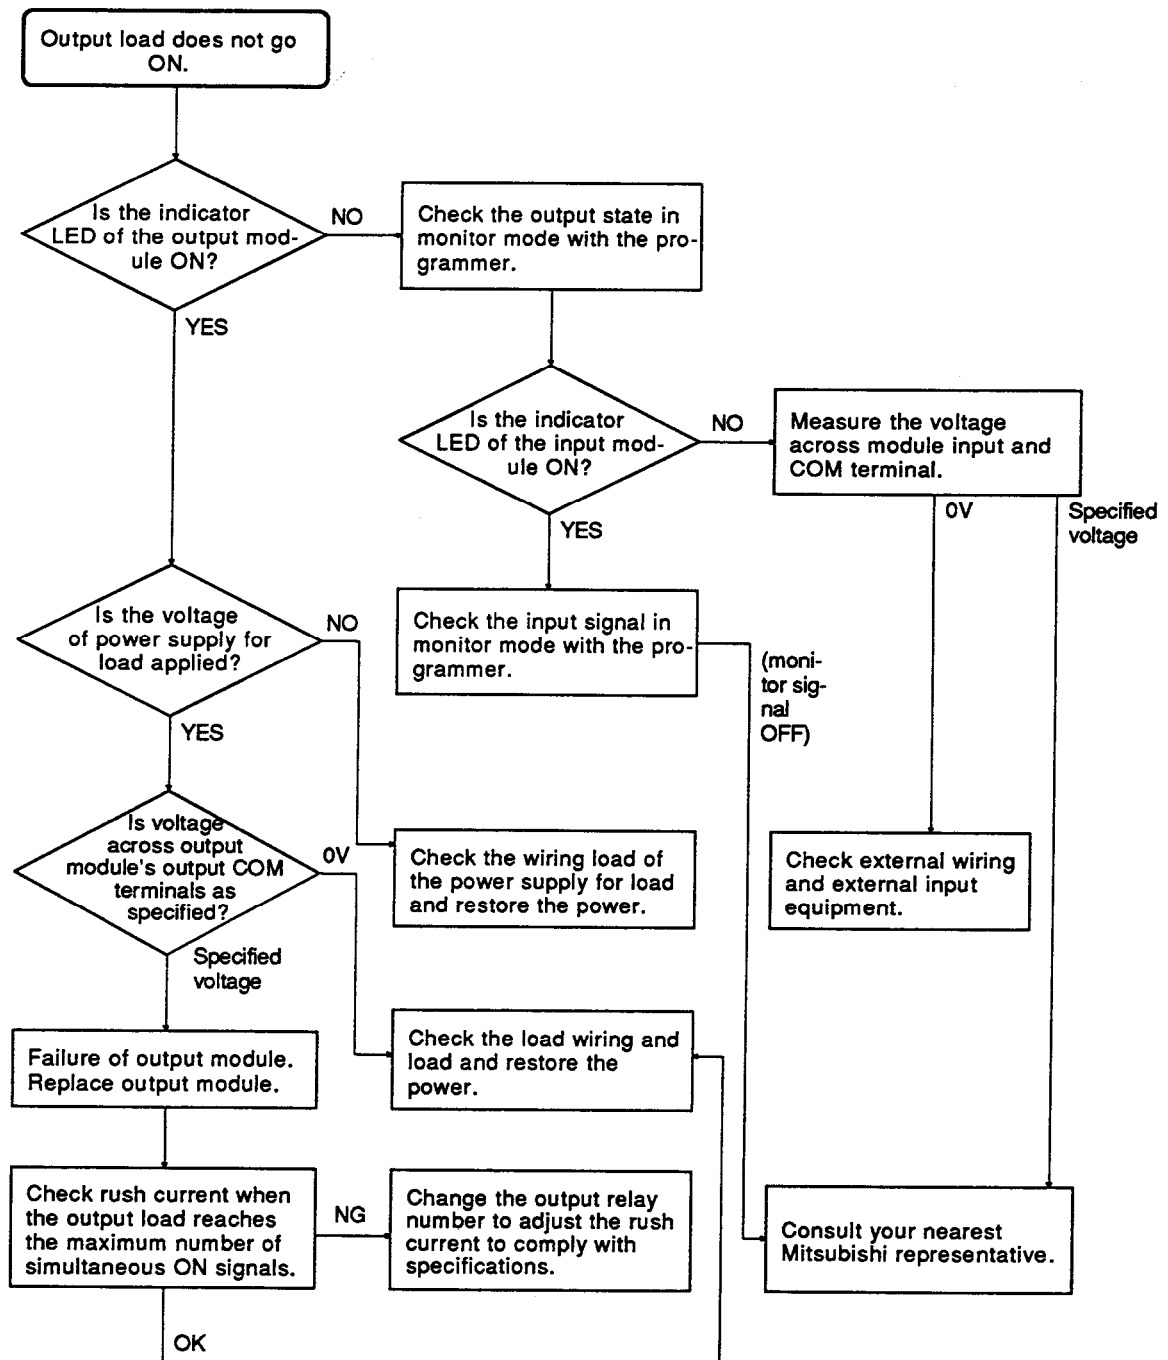 Output load does not go
ON.
Is the indicator
LED of the output mod-
ule ON?
NO
Check the output state in
monitor mode with the pro-
grammer.
YES
Is the indicator
LED of the input mod-
ule ON?
NO
Measure the voltage
across module input and
COM terminal.
0V
Specified
voltage
YES
Is the voltage
of power supply for
load applied?
NO
Check the input signal in
monitor mode with the pro-
grammer.
(moni-
tor sig-
nal
OFF)
YES
Is voltage
across output
module's output COM
terminals as
specified?
0V
Check the wiring load of
the power supply for load
and restore the power.
Check external wiring
and external input
equipment.
Specified
voltage
Failure of output module.
Replace output module.
Check the load wiring and
load and restore the
power.
Check rush current when
the output load reaches
the maximum number of
simultaneous ON signals.
NG
Change the output relay
number to adjust the rush
current to comply with
specifications.
Consult your nearest
Mitsubishi representative.
OK